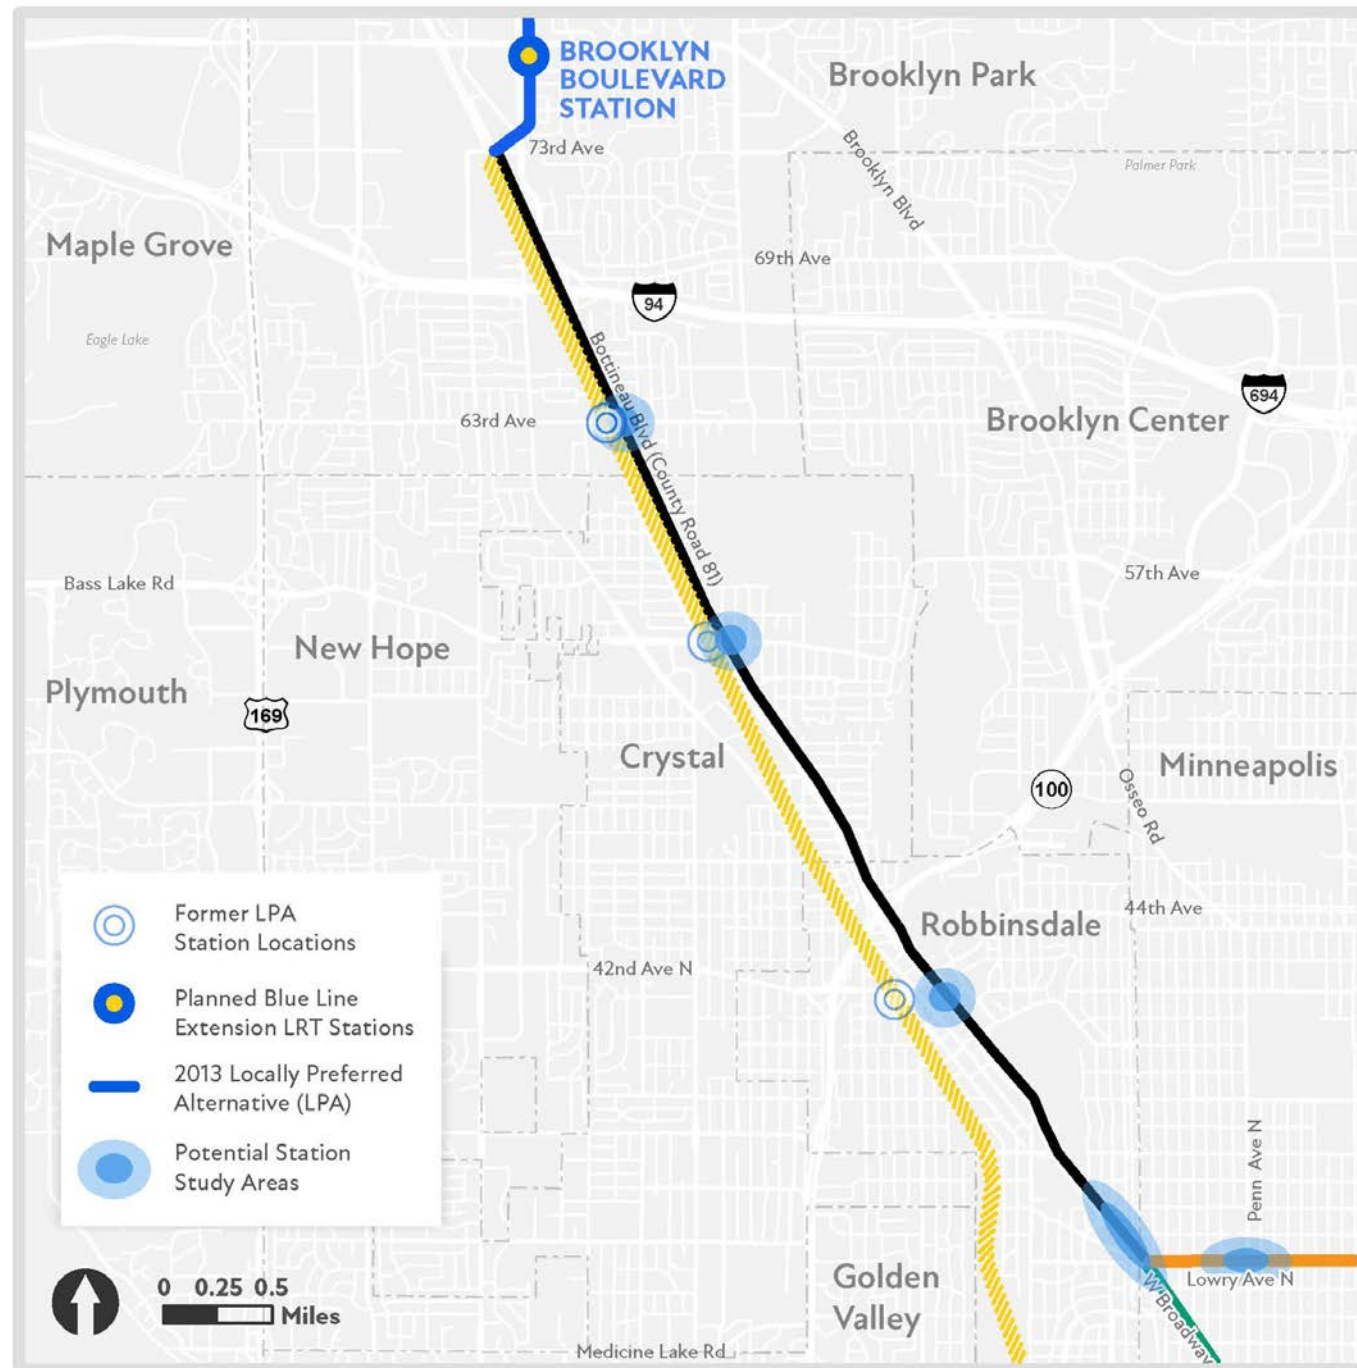 BROOKLYN
BOULEVARD
STATION
Brooklyn Park
73rd Ave
Brooklyn Blvd
Palmer Park
Maple Grove
69th Ave
94
Eagle Lake
Bottineau Blvd (County Road 81)
694
63rd Ave
Brooklyn Center
Bass Lake Rd
57th Ave
New Hope
Plymouth
169
Crystal
Minneapolis
100
Osseo Rd
Former LPA
Station Locations
44th Ave
Robbinsdale
42nd Ave N
Planned Blue Line
Extension LRT Stations
2013 Locally Preferred
Alternative (LPA)
Potential Station
Study Areas
Penn Ave N
Golden
Valley
Lowry Ave N
W Broadway
0 0.25 0.5
Miles
Medicine Lake Rd